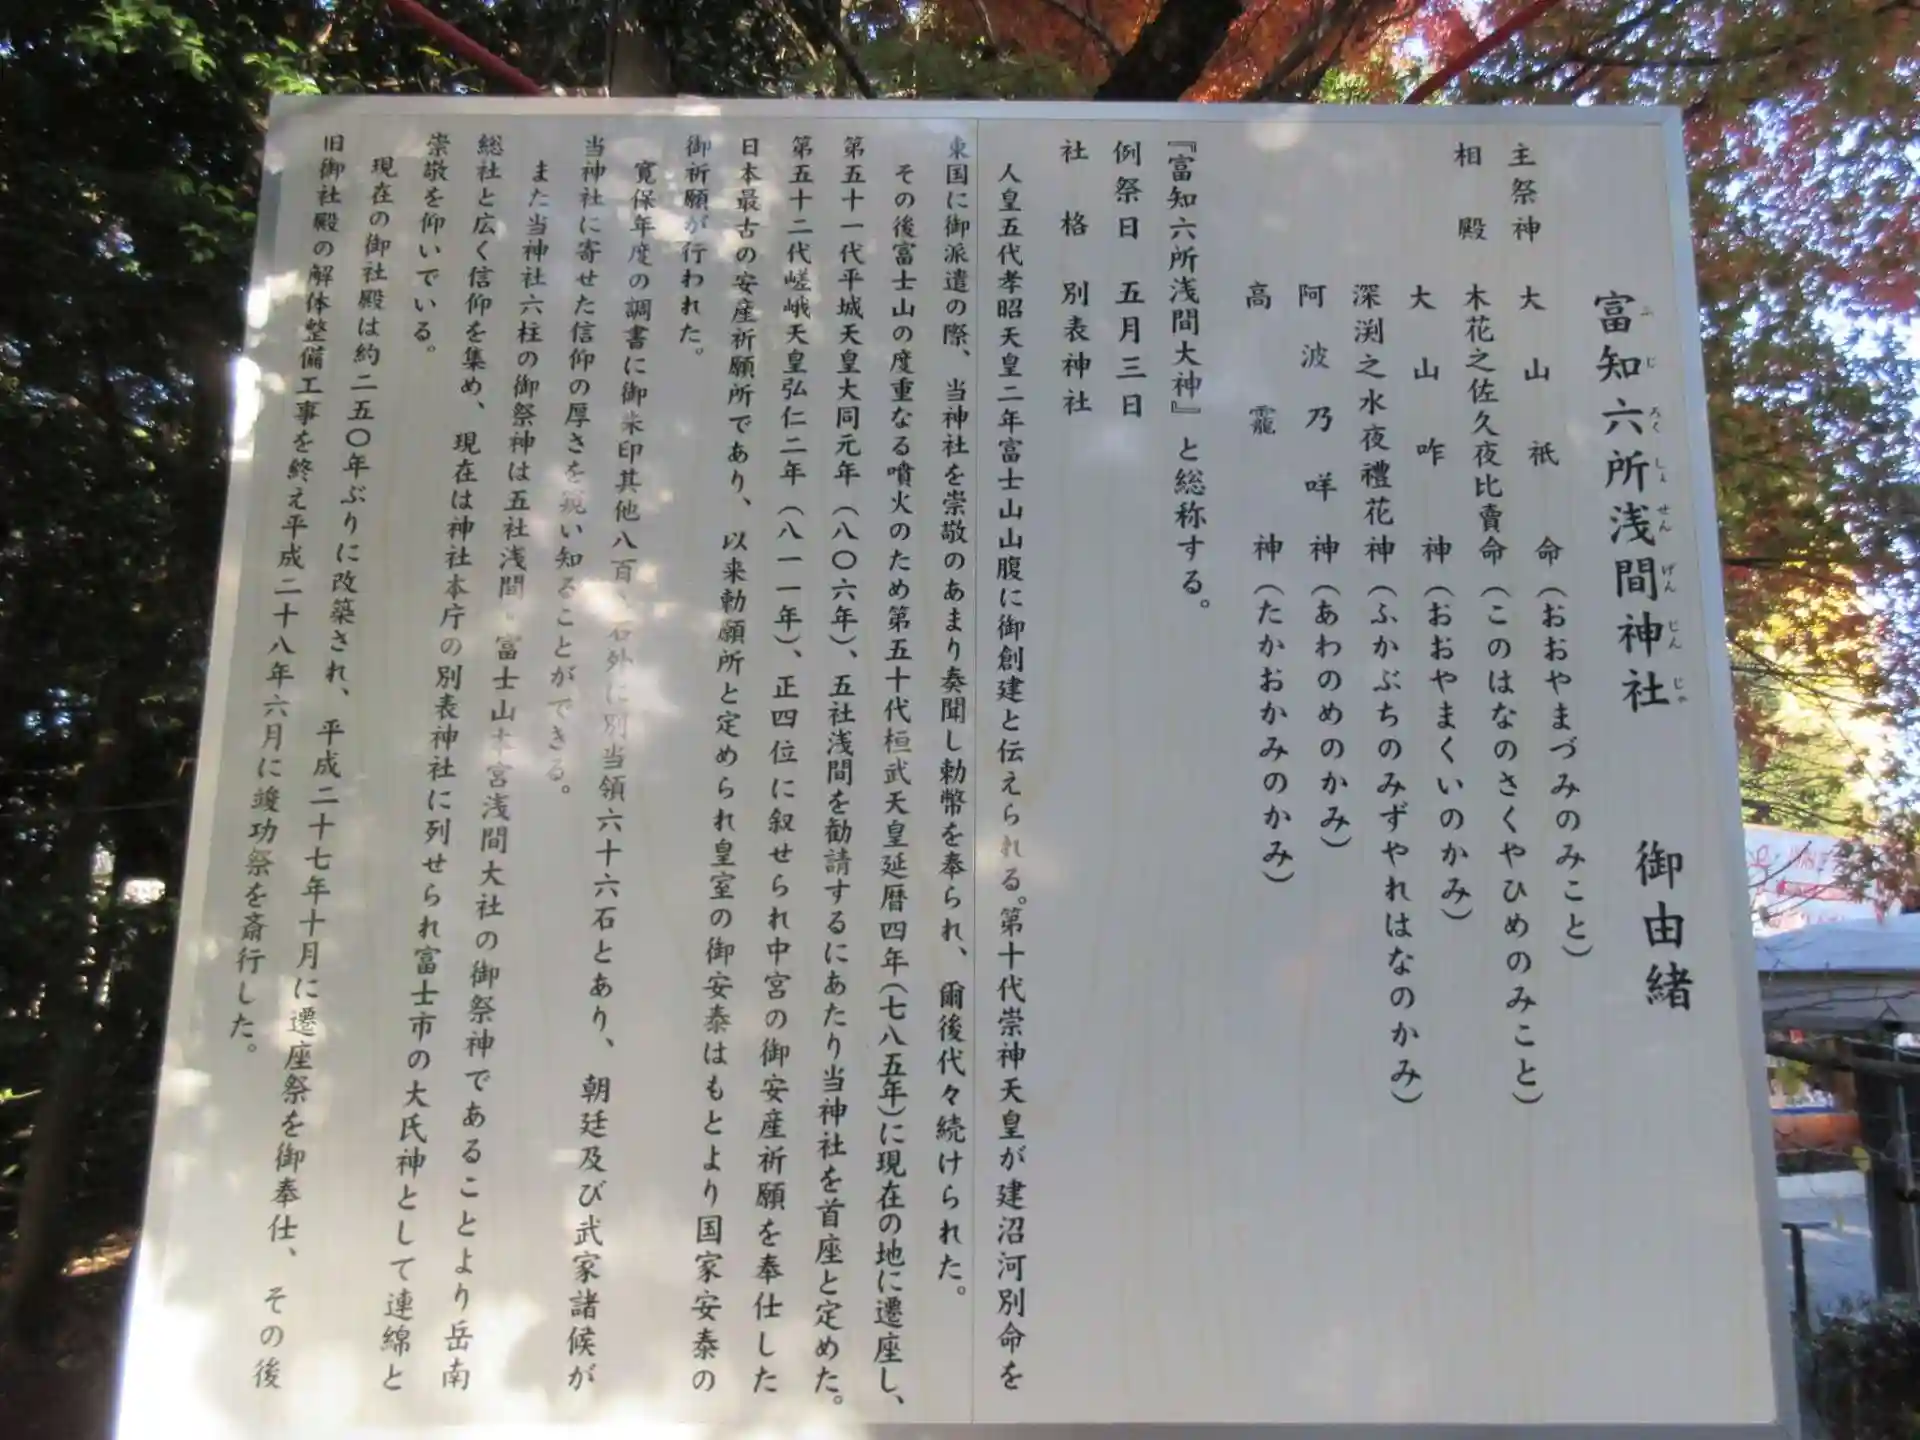 富知六所浅間神社 御由緒
ふじろくしょせんげんじんじゃ
主祭神 大山祇命(おおやまづみのみこと)
相殿 木花之佐久夜比賣命(このはなのさくやひめのみこと)
大山咋神(おおやまくいのかみ)
深渕之水夜禮花神(ふかぶちのみずやれはなのかみ)
阿波乃咩神(あわのめのかみ)
高龗神(たかおかみのかみ)
『富知六所浅間大神』と総称する。
例祭日 五月三日
社格 別表神社
人皇五代孝昭天皇二年富士山山腹に御創建と伝えられる。第十代崇神天皇が建沼河別命を
東国に御派遣の際、当神社を崇敬のあまり奏聞し勅幣を奉られ、爾後代々続けられた。
その後富士山の度重なる噴火のため第五十代桓武天皇延暦四年(七八五年)に現在の地に遷座し、
第五十一代平城天皇大同元年(八〇六年)、五社浅間を勧請するにあたり当神社を首座と定めた。
第五十二代嵯峨天皇弘仁二年(八一一年)、正四位に叙せられ中宮の御安産祈願を奉仕した
日本最古の安産祈願所であり、以来勅願所と定められ皇室の御安泰はもとより国家安泰の
御祈願が行われた。
寛保年度の調書に御朱印其他八百、石外に別当領六十六石とあり、朝廷及び武家諸候が
当神社に寄せた信仰の厚さを窺い知ることができる。
また当神社六柱の御祭神は五社浅間。富士山本宮浅間大社の御祭神であることより岳南
総社と広く信仰を集め、現在は神社本庁の別表神社に列せられ富士市の大氏神として連綿と
崇敬を仰いでいる。
現在の御社殿は約二五〇年ぶりに改築され、平成二十七年十月に遷座祭を御奉仕、その後
旧御社殿の解体整備工事を終え平成二十八年六月に竣功祭を斎行した。